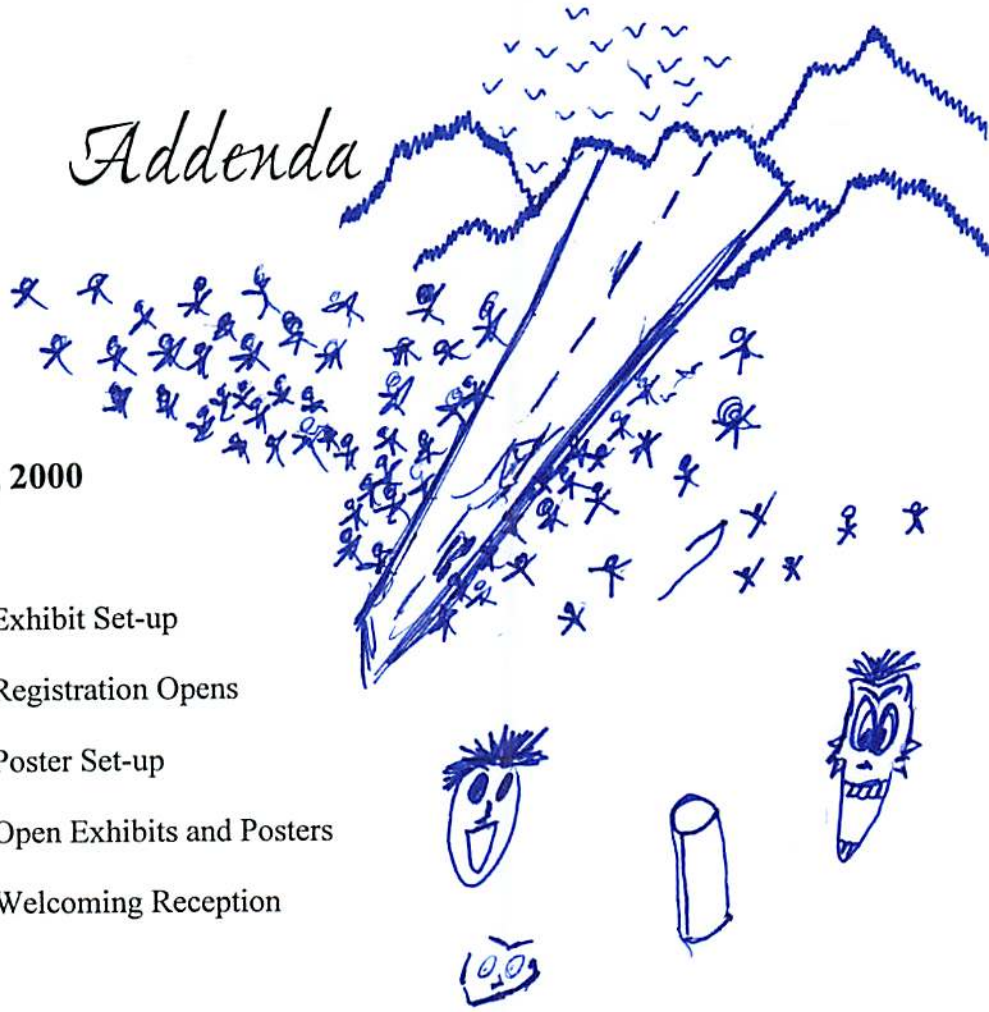 Addenda
2000
Exhibit Set-up
Registration Opens
Poster Set-up
Open Exhibits and Posters
Welcoming Reception